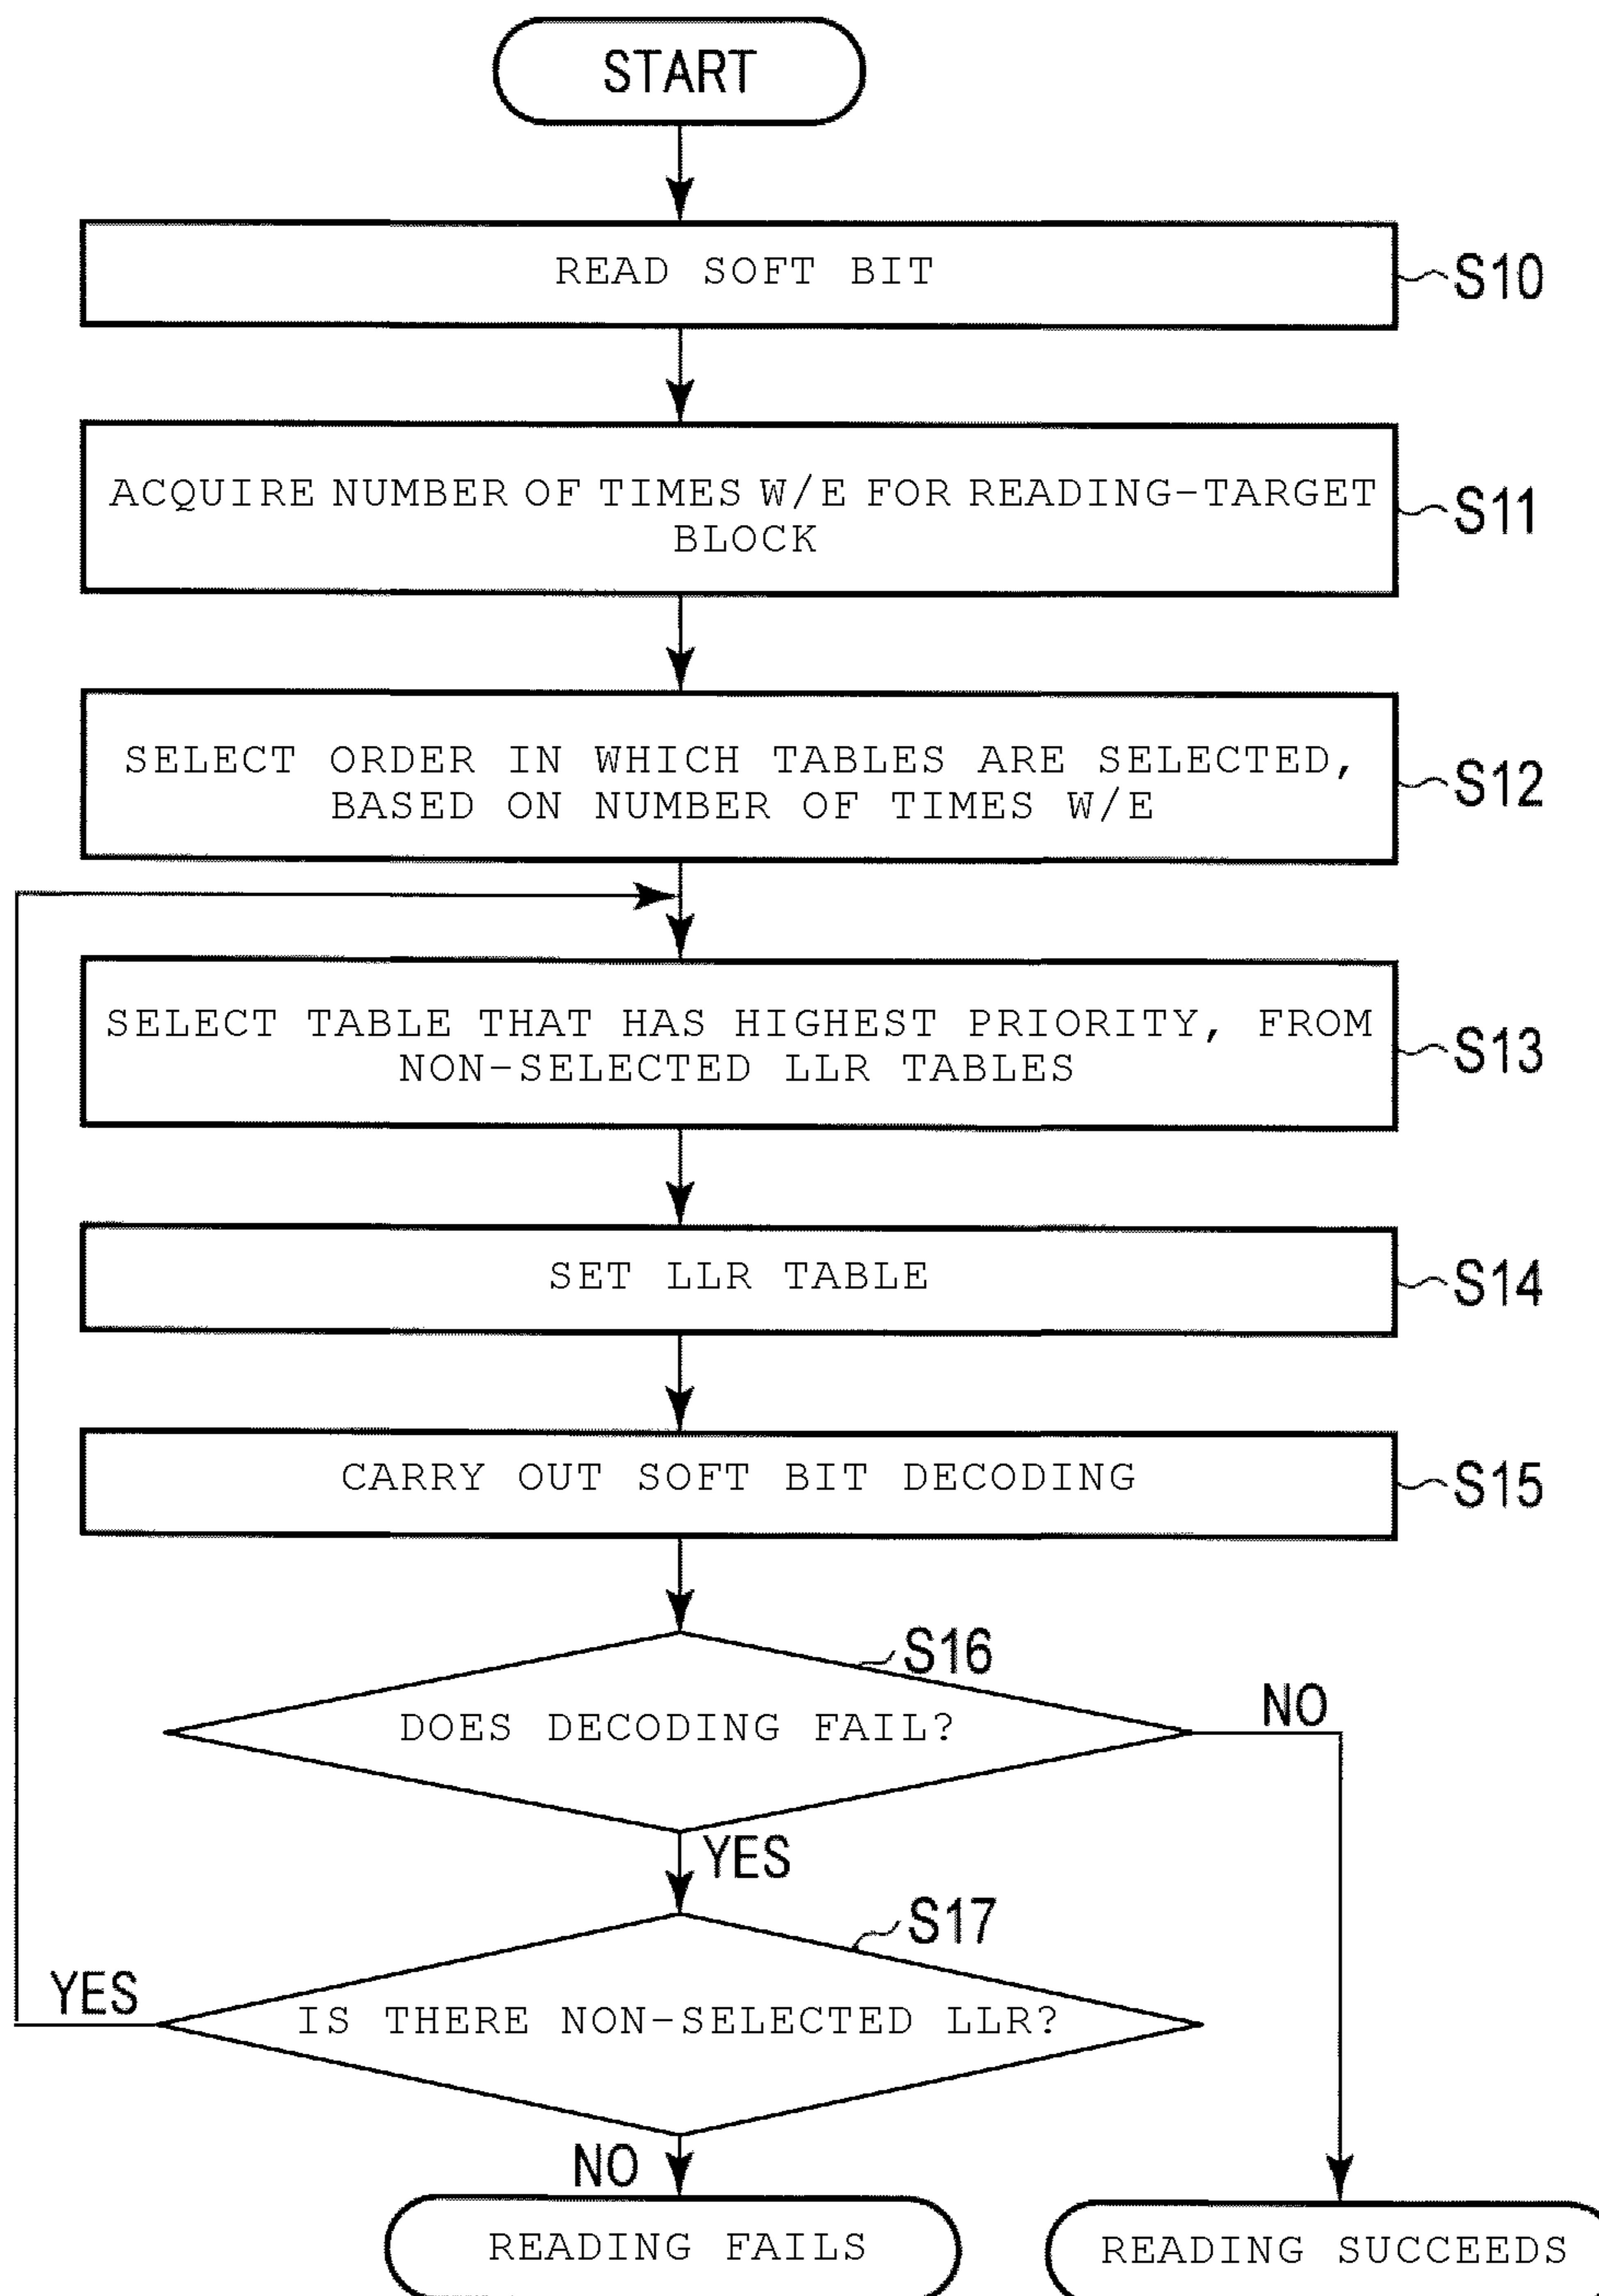 START
READ SOFT BIT
S10
ACQUIRE NUMBER OF TIMES W/E FOR READING-TARGET
BLOCK
S11
SELECT ORDER IN WHICH TABLES ARE SELECTED,
BASED ON NUMBER OF TIMES W/E
S12
SELECT TABLE THAT HAS HIGHEST PRIORITY, FROM
NON-SELECTED LLR TABLES
S13
SET LLR TABLE
S14
CARRY OUT SOFT BIT DECODING
S15
S16
DOES DECODING FAIL?
NO
YES
S17
IS THERE NON-SELECTED LLR?
YES
NO
READING FAILS
READING SUCCEEDS